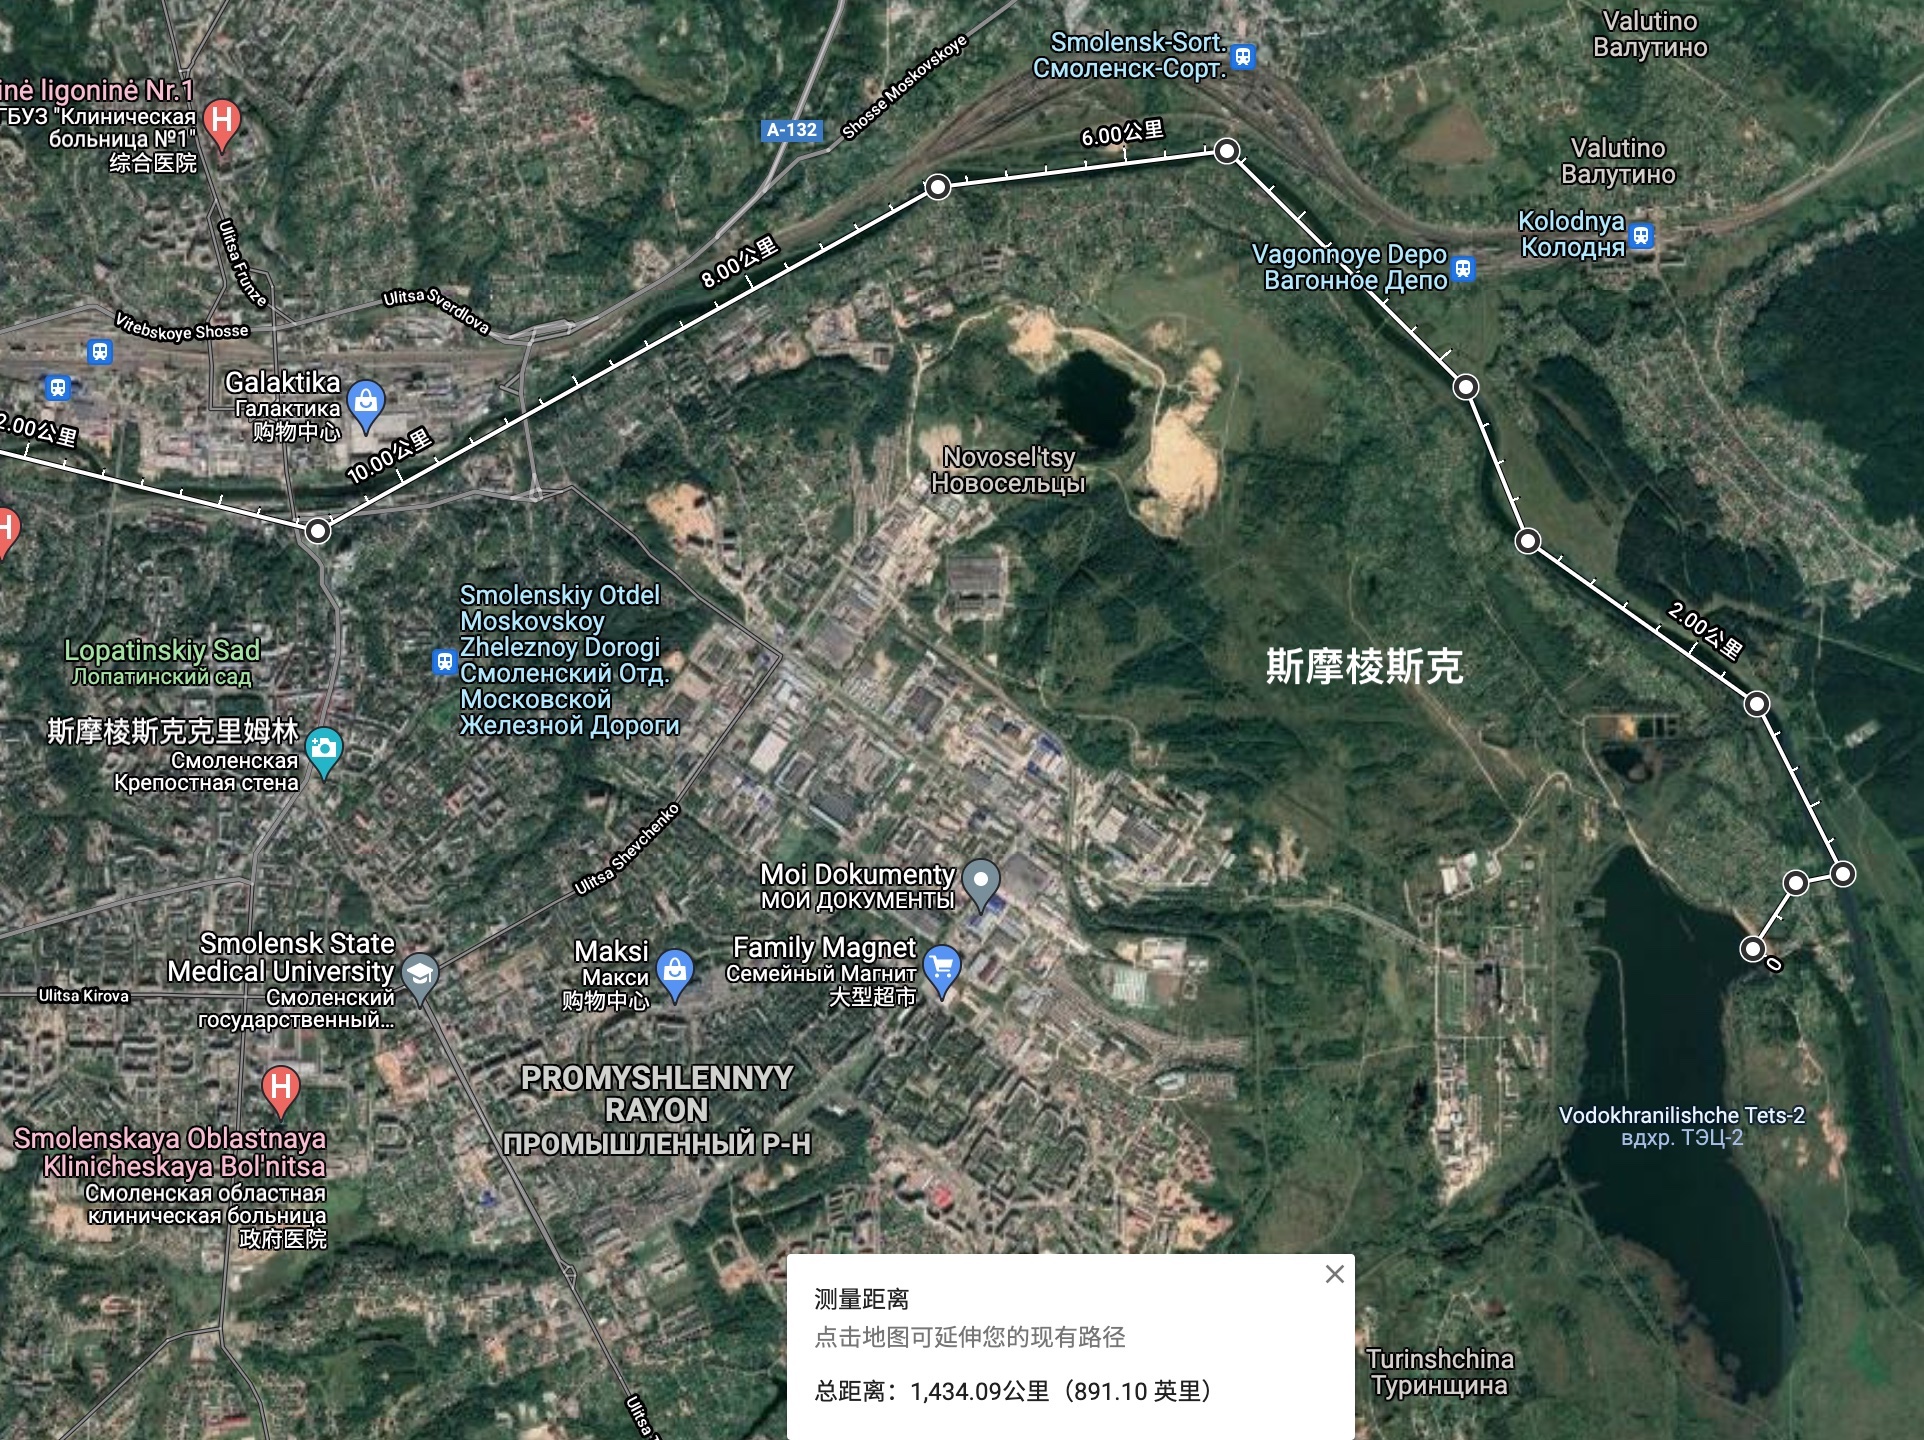 Valutino
Валутино
Smolensk-Sort.
Смоленск-Сорт.
inė ligoninė Nr.1
ГБУЗ "Клиническая
больница №1"
综合医院
A-132
Shosse Moskovskoye
6.00公里
Valutino
Валутино
Kolodnya
Колодня
Vagonnoye Depo
Вагонное Депо
Ulitsa Frunze
8.00公里
Ulitsa Sverdlova
Vitebskoye Shosse
Galaktika
Галактика
购物中心
2.00公里
10.00公里
Novosel'tsy
Новосельцы
Smolenskiy Otdel
Moskovskoy
Zheleznoy Dorogi
Смоленский Отд.
Московской
Железной Дороги
2.00公里
斯摩棱斯克
Lopatinskiy Sad
Лопатинский сад
斯摩棱斯克克里姆林
Смоленская
Крепостная стена
Ulitsa Shevchenko
Moi Dokumenty
МОИ ДОКУМЕНТЫ
Smolensk State
Medical University
Смоленский
государственный...
Maksi
Макси
购物中心
Family Magnet
Семейный Магнит
大型超市
0
Ulitsa Kirova
PROMYSHLENNYY
RAYON
ПРОМЫШЛЕННЫЙ Р-Н
Vodokhranilishche Tets-2
вдхр. ТЭЦ-2
Smolenskaya Oblastnaya
Klinicheskaya Bol'nitsa
Смоленская областная
клиническая больница
政府医院
测量距离
点击地图可延伸您的现有路径
总距离：1,434.09公里（891.10 英里）
Turinshchina
Туринщина
Ulitsa